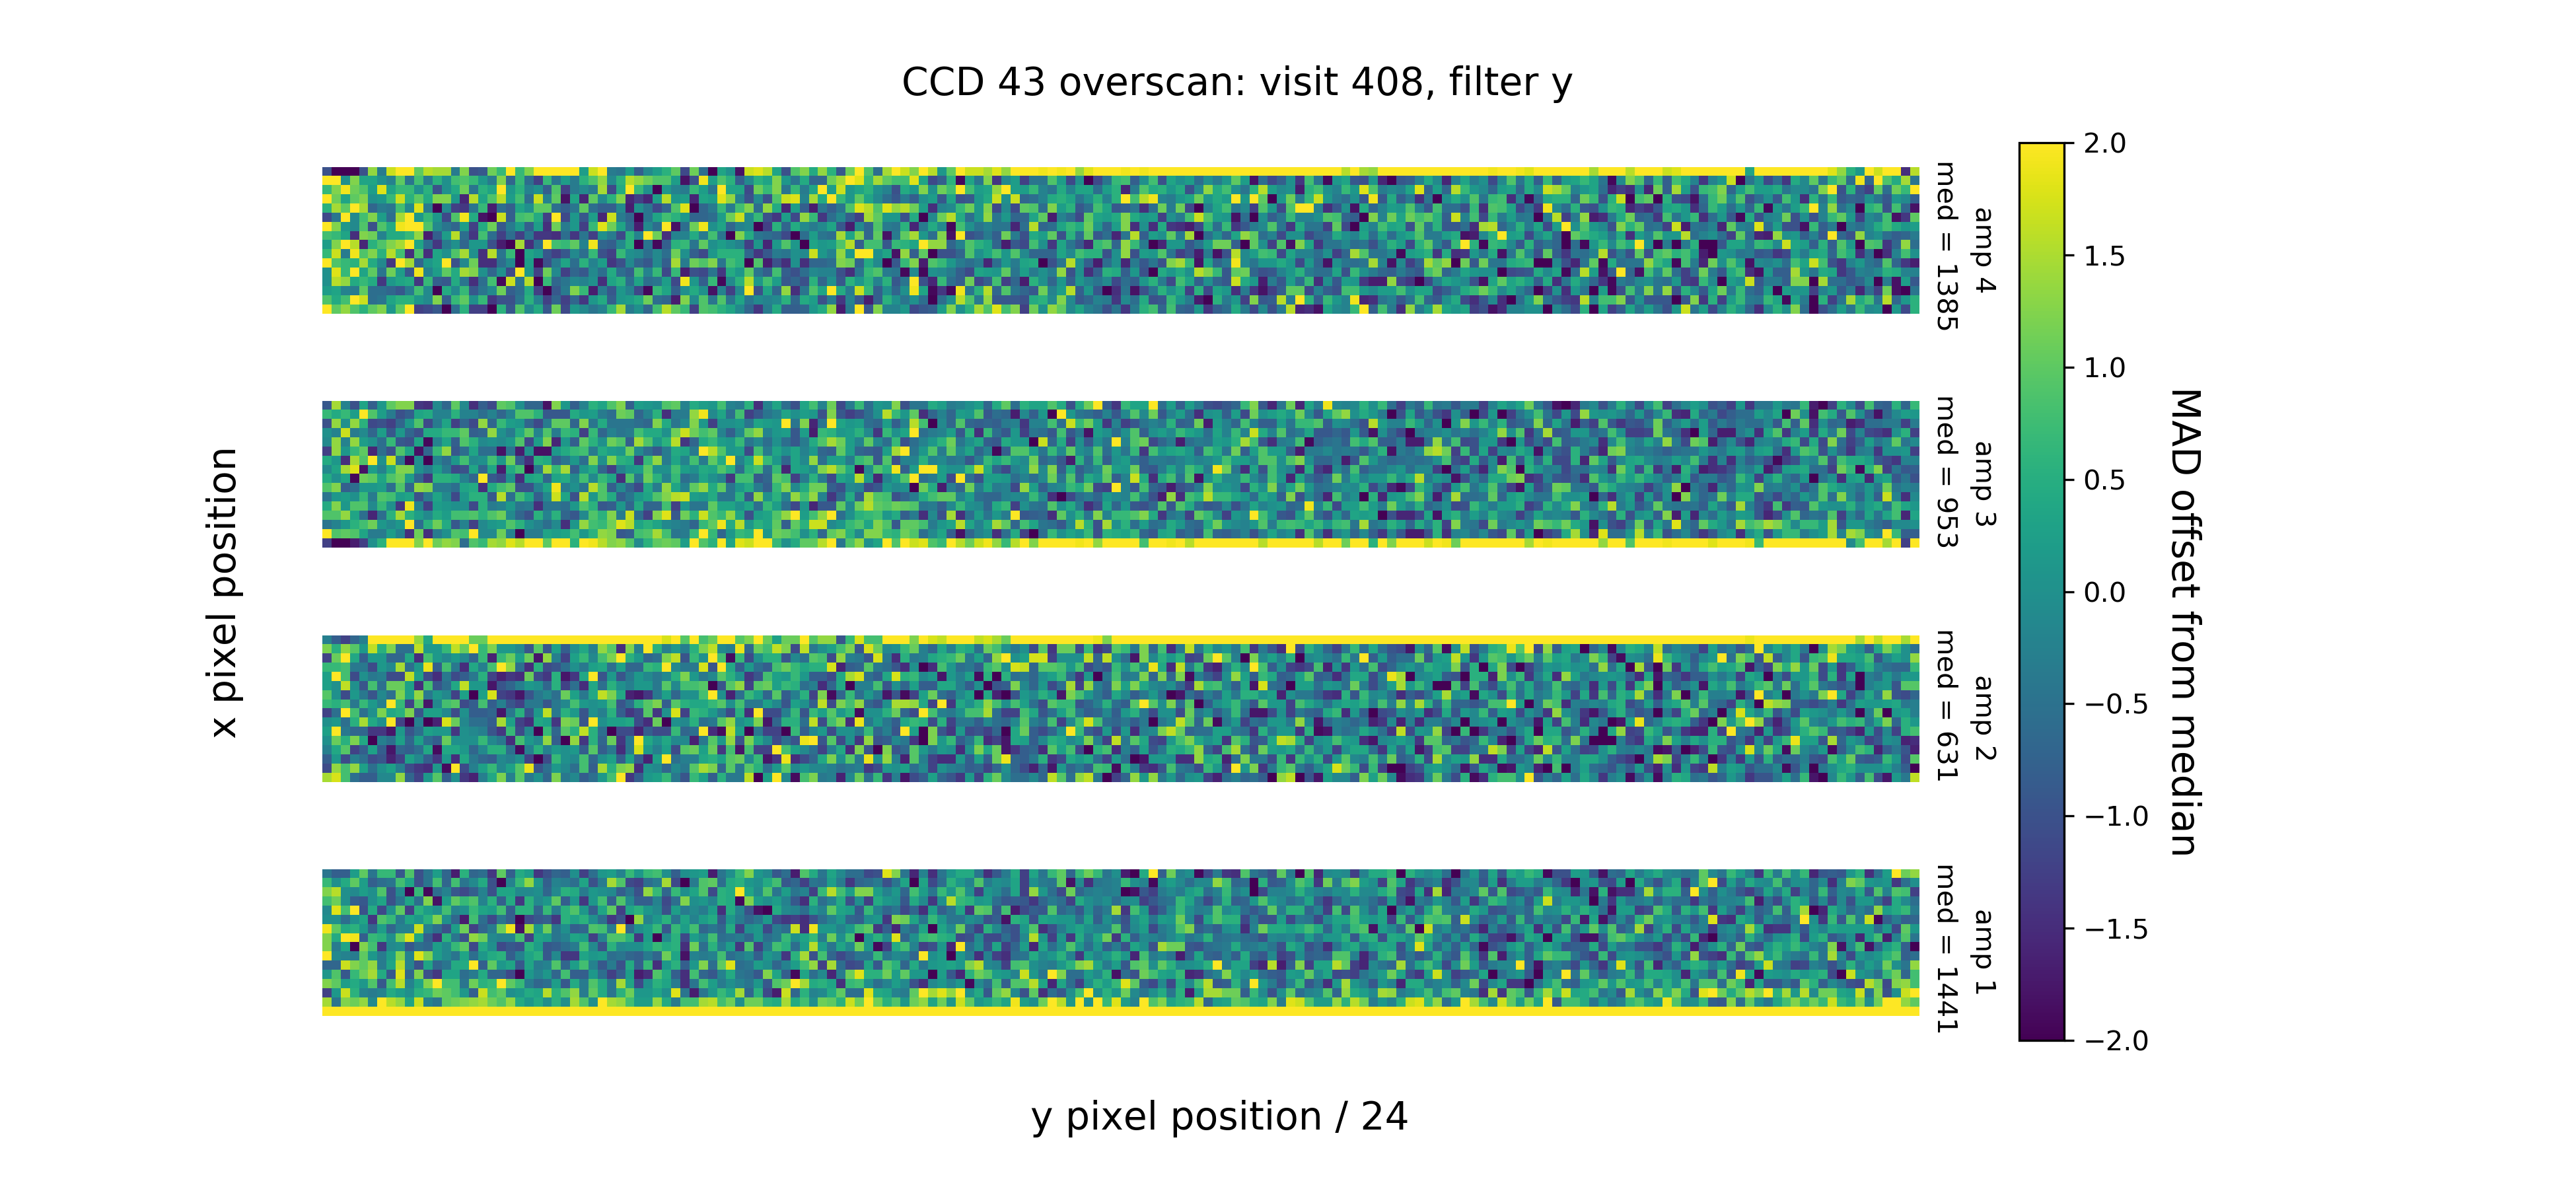 CCD 43 overscan: visit 408, filter y
x pixel position
amp 4
med = 1385
amp 3
med = 953
amp 2
med = 631
amp 1
med = 1441
y pixel position / 24
2.0
1.5
1.0
0.5
0.0
−0.5
−1.0
−1.5
−2.0
MAD offset from median